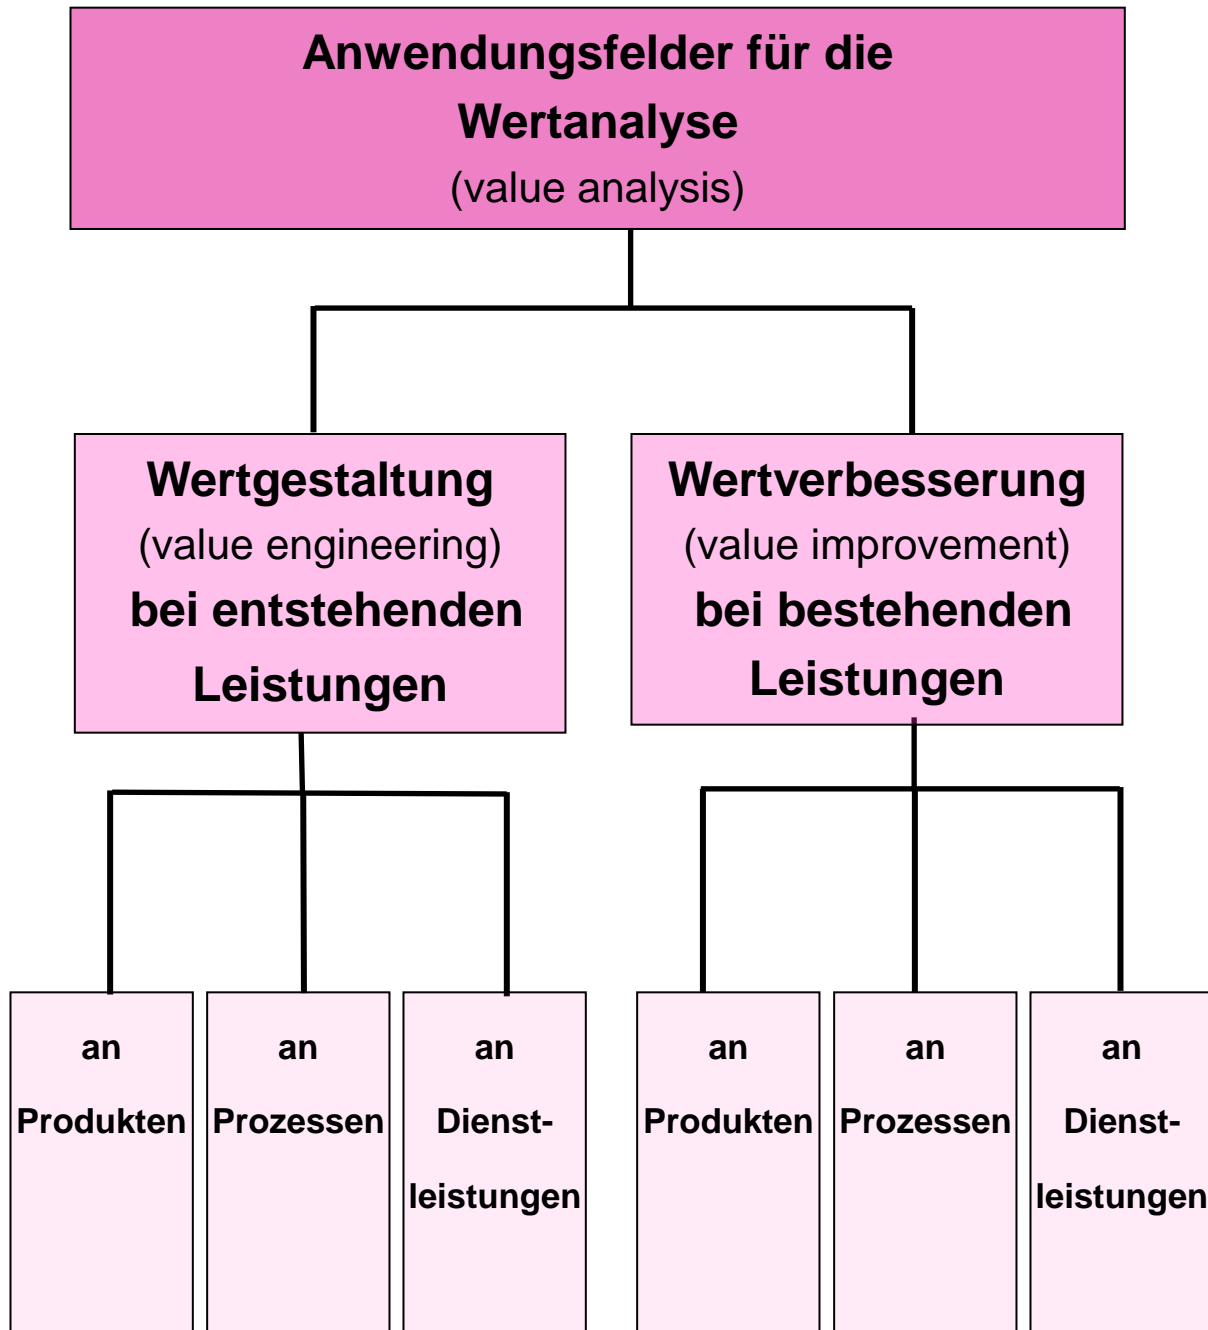 Anwendungsfelder für die
Wertanalyse
(value analysis)
Wertgestaltung
(value engineering)
bei entstehenden
Leistungen
Wertverbesserung
(value improvement)
bei bestehenden
Leistungen
an
Produkten
an
Prozessen
an
Dienst-
leistungen
an
Produkten
an
Prozessen
an
Dienst-
leistungen